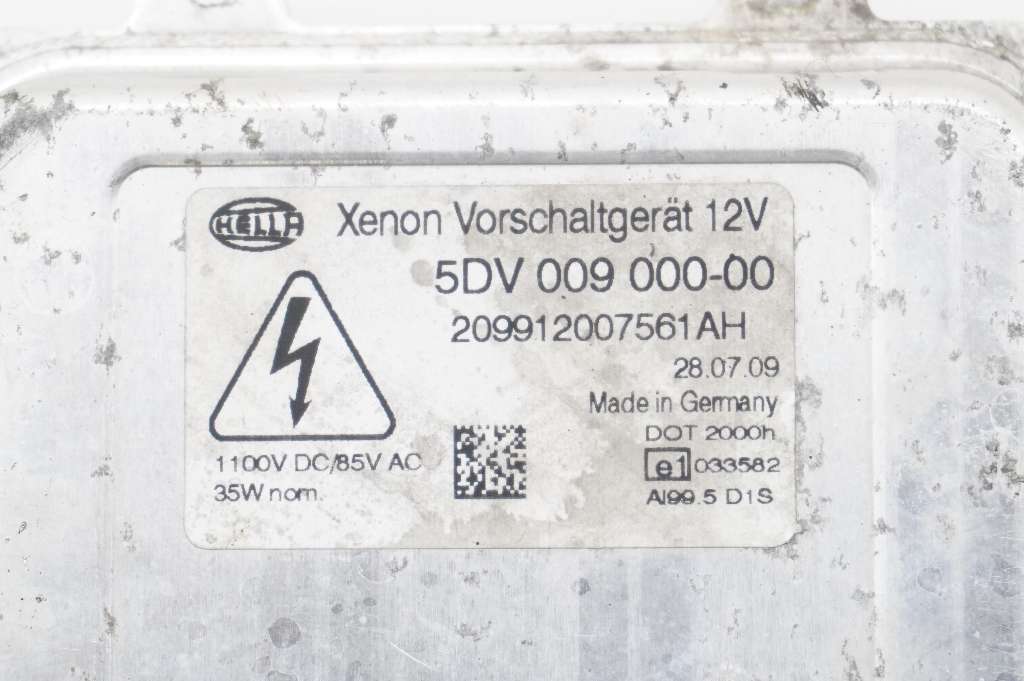 HELLA
Xenon Vorschaltgerät 12V
5DV 009 000-00
209912007561AH
28.07.09
Made in Germany
DOT 2000h
1100V DC/85V AC
e1 033582
35W nom.
Al99.5 D1S